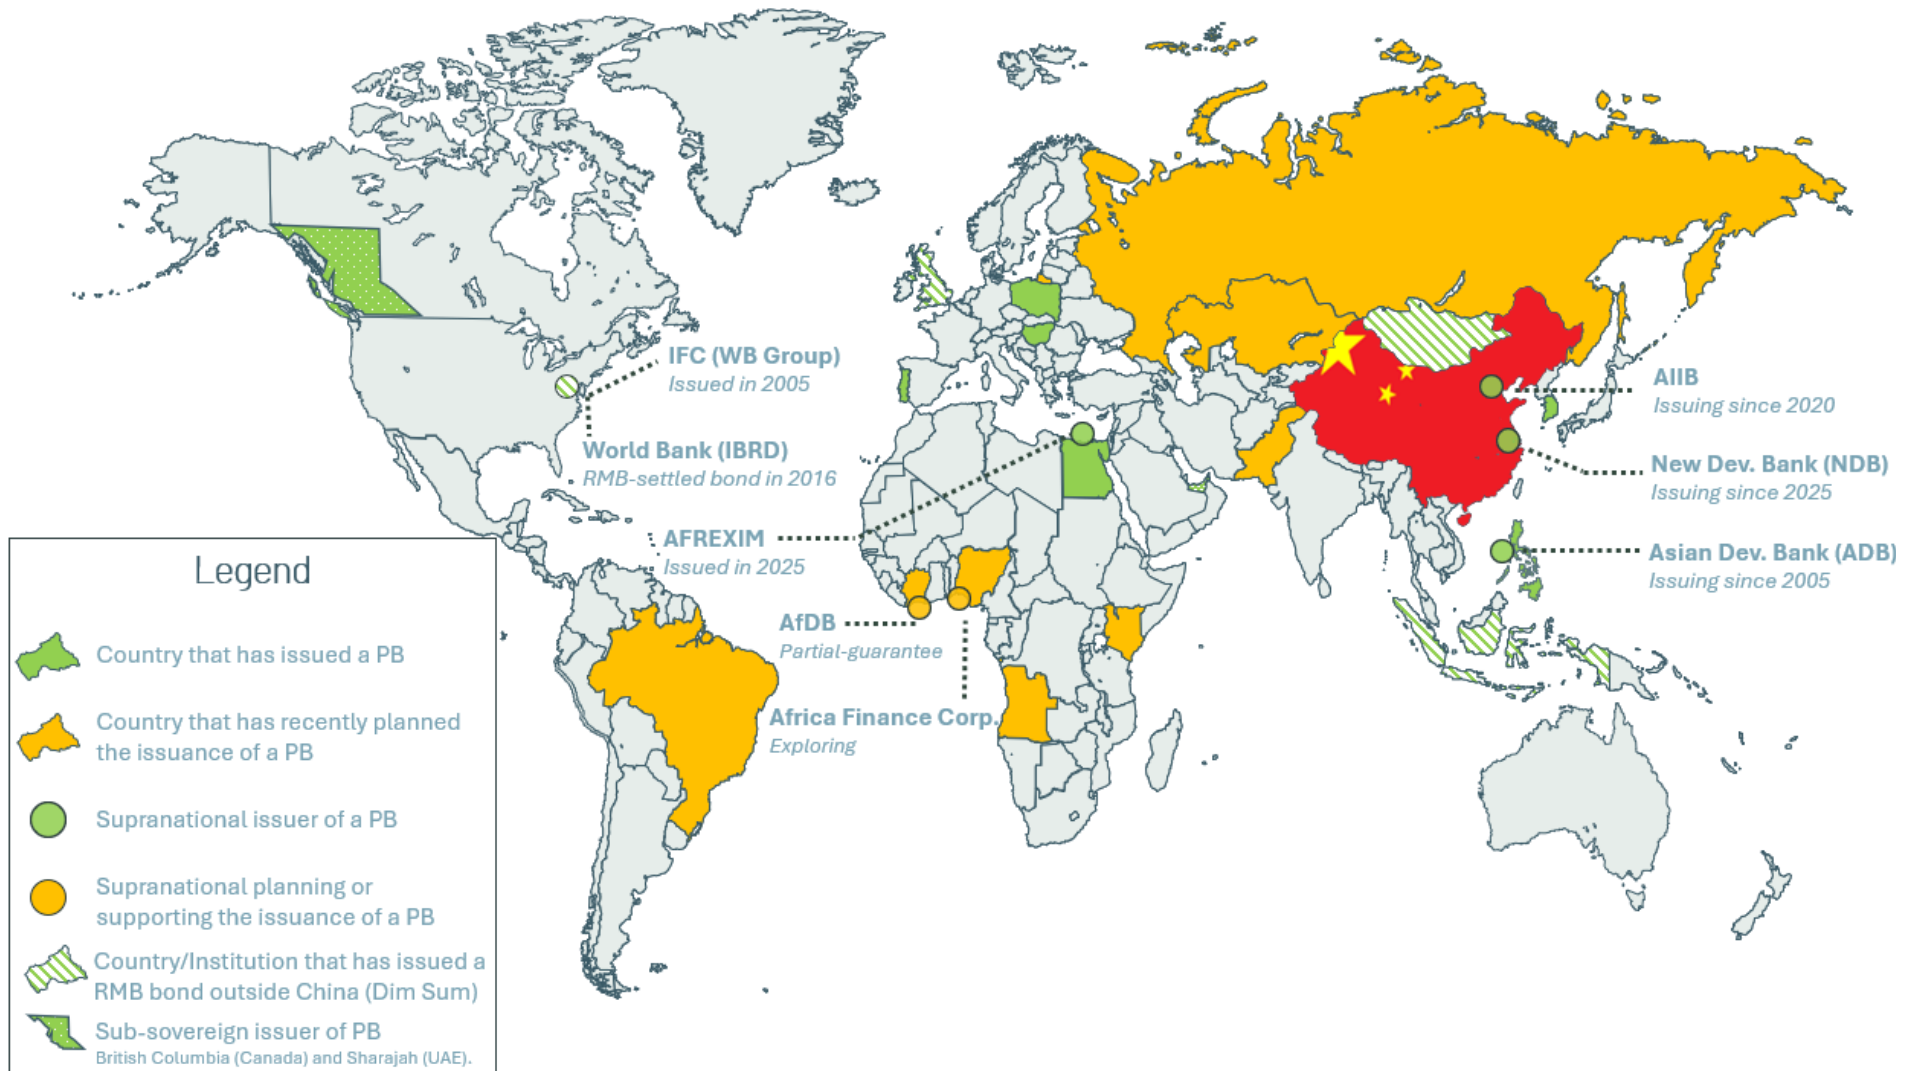 IFC (WB Group)
Issued in 2005
World Bank (IBRD)
RMB-settled bond in 2016
AFREXIM
Issued in 2025
AfDB
Partial-guarantee
Africa Finance Corp.
Exploring
AIIB
Issuing since 2020
New Dev. Bank (NDB)
Issuing since 2025
Asian Dev. Bank (ADB)
Issuing since 2005
Legend
Country that has issued a PB
Country that has recently planned
the issuance of a PB
Supranational issuer of a PB
Supranational planning or
supporting the issuance of a PB
Country/Institution that has issued a
RMB bond outside China (Dim Sum)
Sub-sovereign issuer of PB
British Columbia (Canada) and Sharajah (UAE).